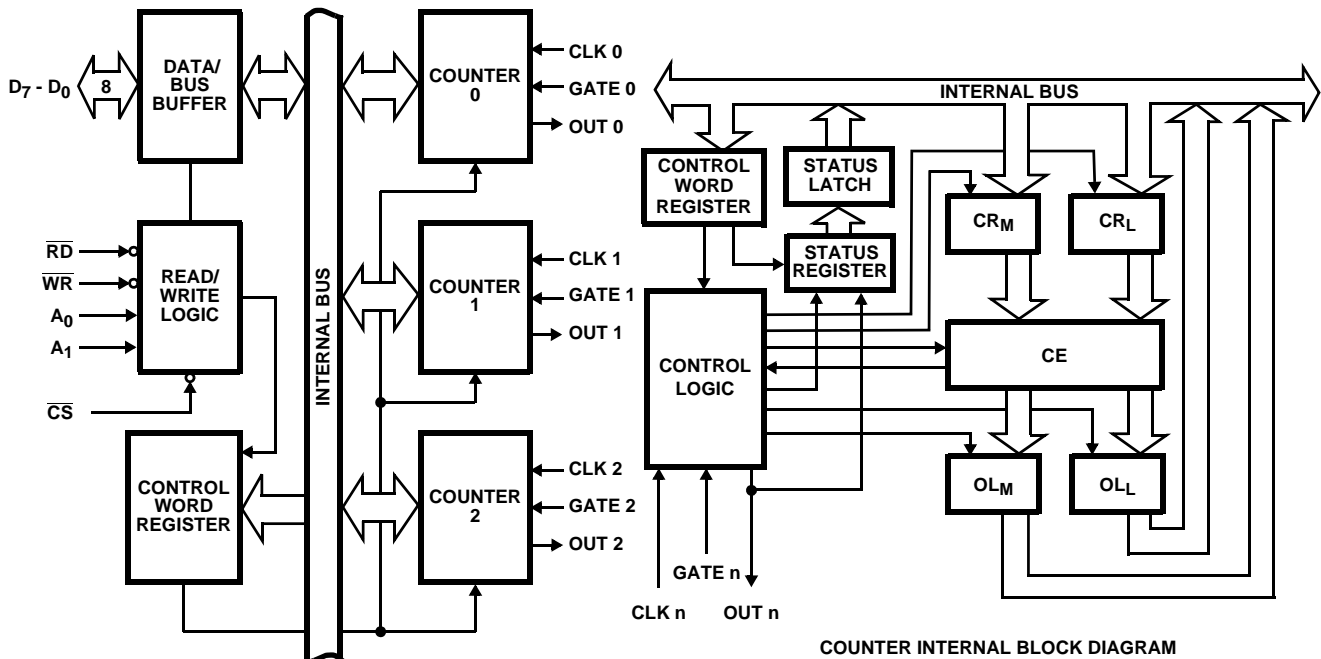 DATA/
BUS
BUFFER
D7 - D0
8
COUNTER
0
CLK 0
GATE 0
OUT 0
RD
WR
A0
A1
CS
READ/
WRITE
LOGIC
INTERNAL BUS
COUNTER
1
CLK 1
GATE 1
OUT 1
CONTROL
WORD
REGISTER
COUNTER
2
CLK 2
GATE 2
OUT 2
INTERNAL BUS
CONTROL
WORD
REGISTER
STATUS
LATCH
STATUS
REGISTER
CRM
CRL
CONTROL
LOGIC
CE
OLM
OLL
GATE n
CLK n
OUT n
COUNTER INTERNAL BLOCK DIAGRAM